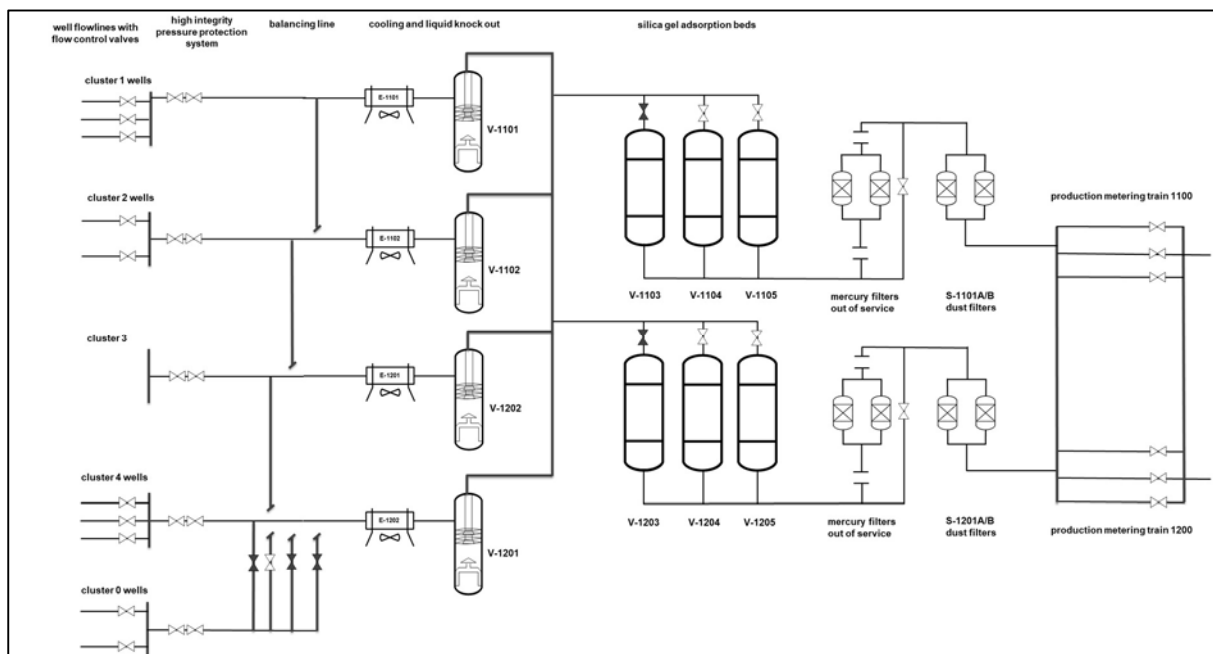 well flowlines with
flow control valves
high integrity
pressure protection
system
balancing line
cooling and liquid knock out
silica gel adsorption beds
cluster 1 wells
E-1101
V-1101
cluster 2 wells
E-1102
V-1102
V-1103
V-1104
V-1105
mercury filters
out of service
S-1101A/B
dust filters
production metering train 1100
cluster 3
E-1201
V-1202
cluster 4 wells
E-1202
V-1201
V-1203
V-1204
V-1205
mercury filters
out of service
S-1201A/B
dust filters
production metering train 1200
cluster 0 wells